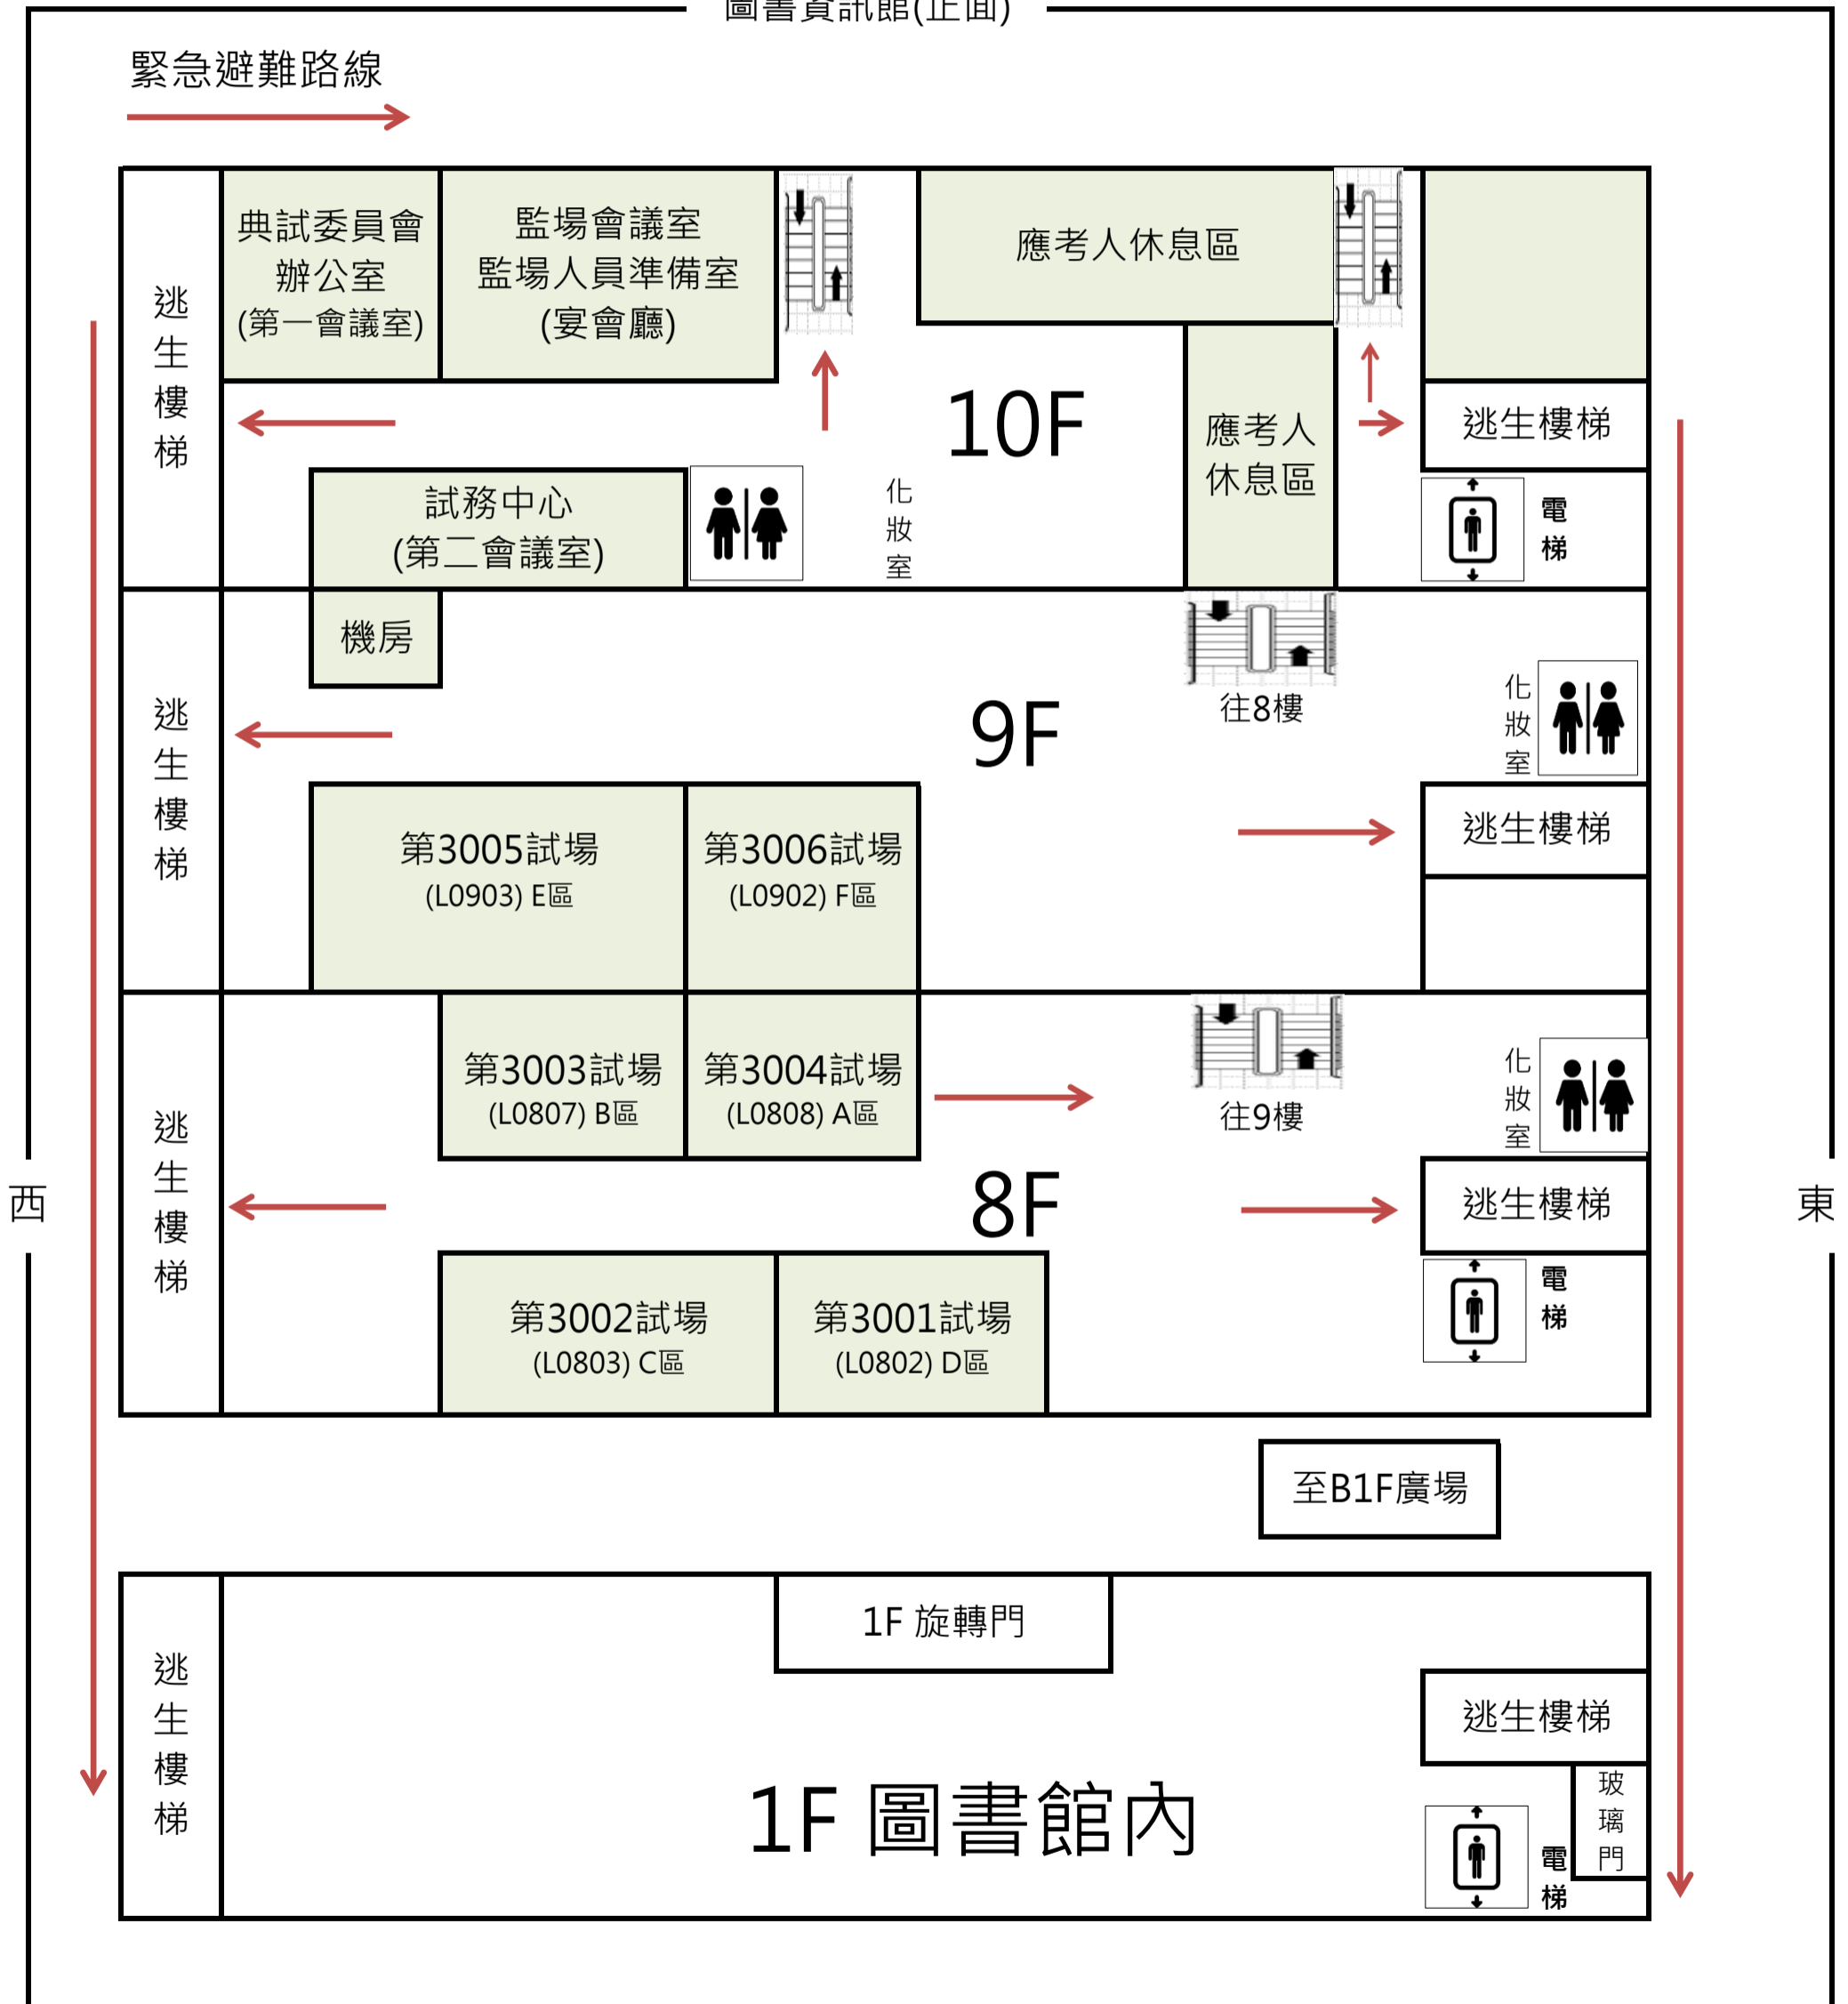 圖書資訊館(正面)
緊急避難路線
逃生樓梯
典試委員會
辦公室
(第一會議室)
監場會議室
監場人員準備室
(宴會廳)
應考人休息區
10F
應考人
休息區
逃生樓梯
試務中心
(第二會議室)
化妝室
電梯
逃生樓梯
機房
往8樓
9F
化妝室
第3005試場
(L0903) E區
第3006試場
(L0902) F區
逃生樓梯
逃生樓梯
第3003試場
(L0807) B區
第3004試場
(L0808) A區
往9樓
化妝室
西
8F
逃生樓梯
東
第3002試場
(L0803) C區
第3001試場
(L0802) D區
電梯
至B1F廣場
逃生樓梯
1F 旋轉門
逃生樓梯
1F 圖書館內
電梯
玻璃門